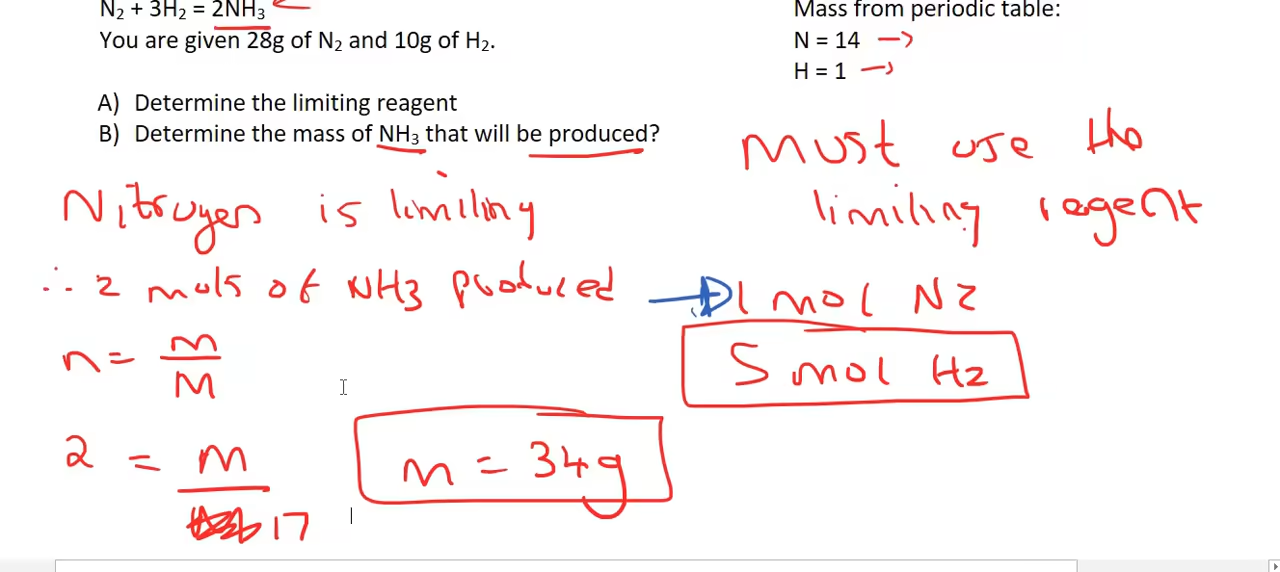 N₂ + 3H₂ = 2NH₃
You are given 28g of N₂ and 10g of H₂.
A) Determine the limiting reagent
B) Determine the mass of NH₃ that will be produced?
Mass from periodic table:
N = 14
H = 1
Must use the
limiting reagent
Nitrogen is limiting
∴ 2 mols of NH3 produced → 1 mol N2
5 mol H2
n = m/M
2 = m/17
m = 34g